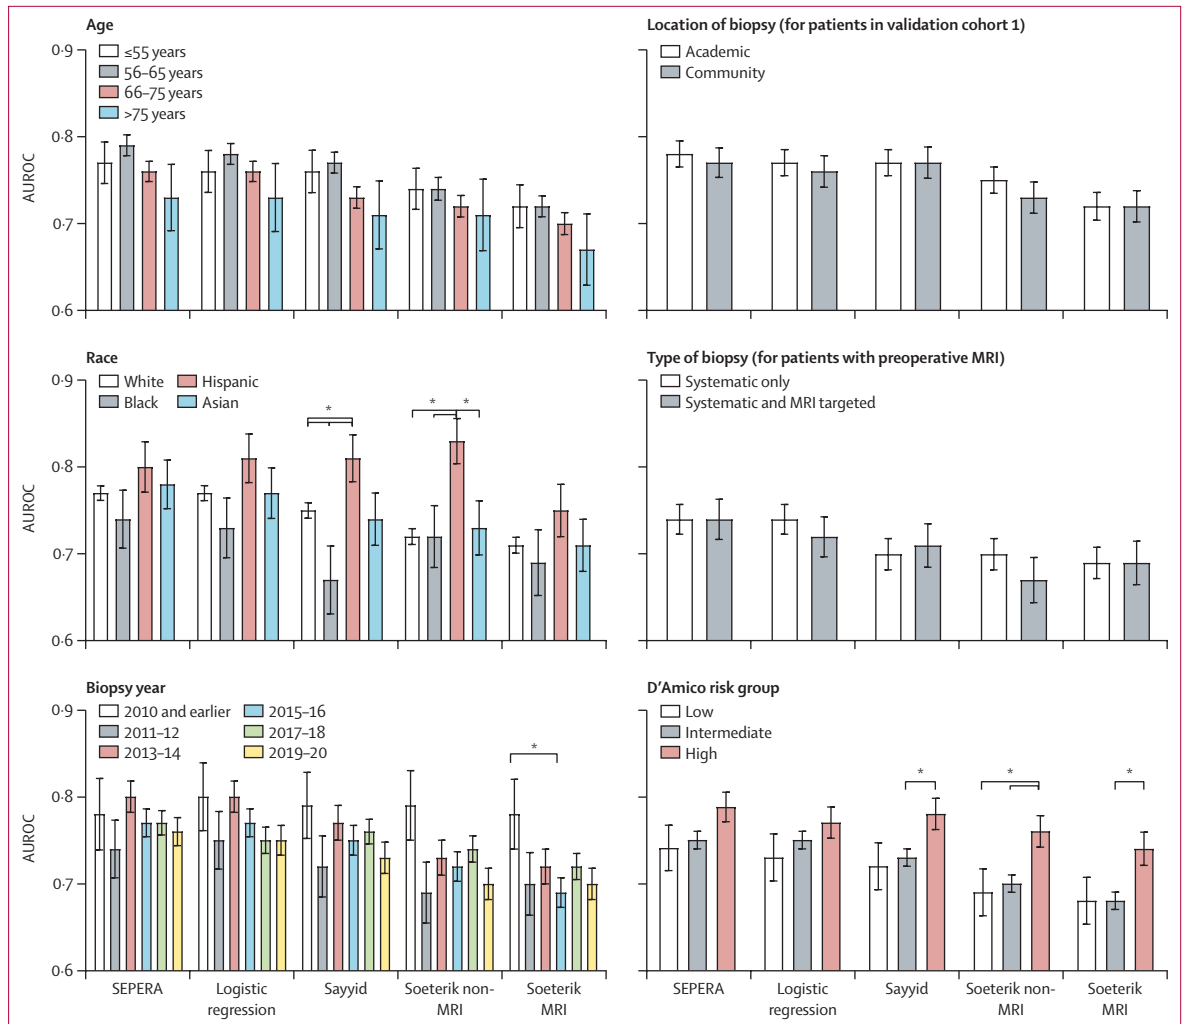 Age
≤55 years
56–65 years
66–75 years
>75 years
AUROC
0·9
0·8
0·7
0·6
Location of biopsy (for patients in validation cohort 1)
Academic
Community
Race
White
Hispanic
Black
Asian
AUROC
0·9
0·8
0·7
0·6
*
*
*
Type of biopsy (for patients with preoperative MRI)
Systematic only
Systematic and MRI targeted
Biopsy year
2010 and earlier
2015–16
2011–12
2017–18
2013–14
2019–20
AUROC
0·9
0·8
0·7
0·6
*
SEPERA
Logistic
regression
Sayyid
Soeterik non-
MRI
Soeterik
MRI
D'Amico risk group
Low
Intermediate
High
*
*
*
SEPERA
Logistic
regression
Sayyid
Soeterik non-
MRI
Soeterik
MRI